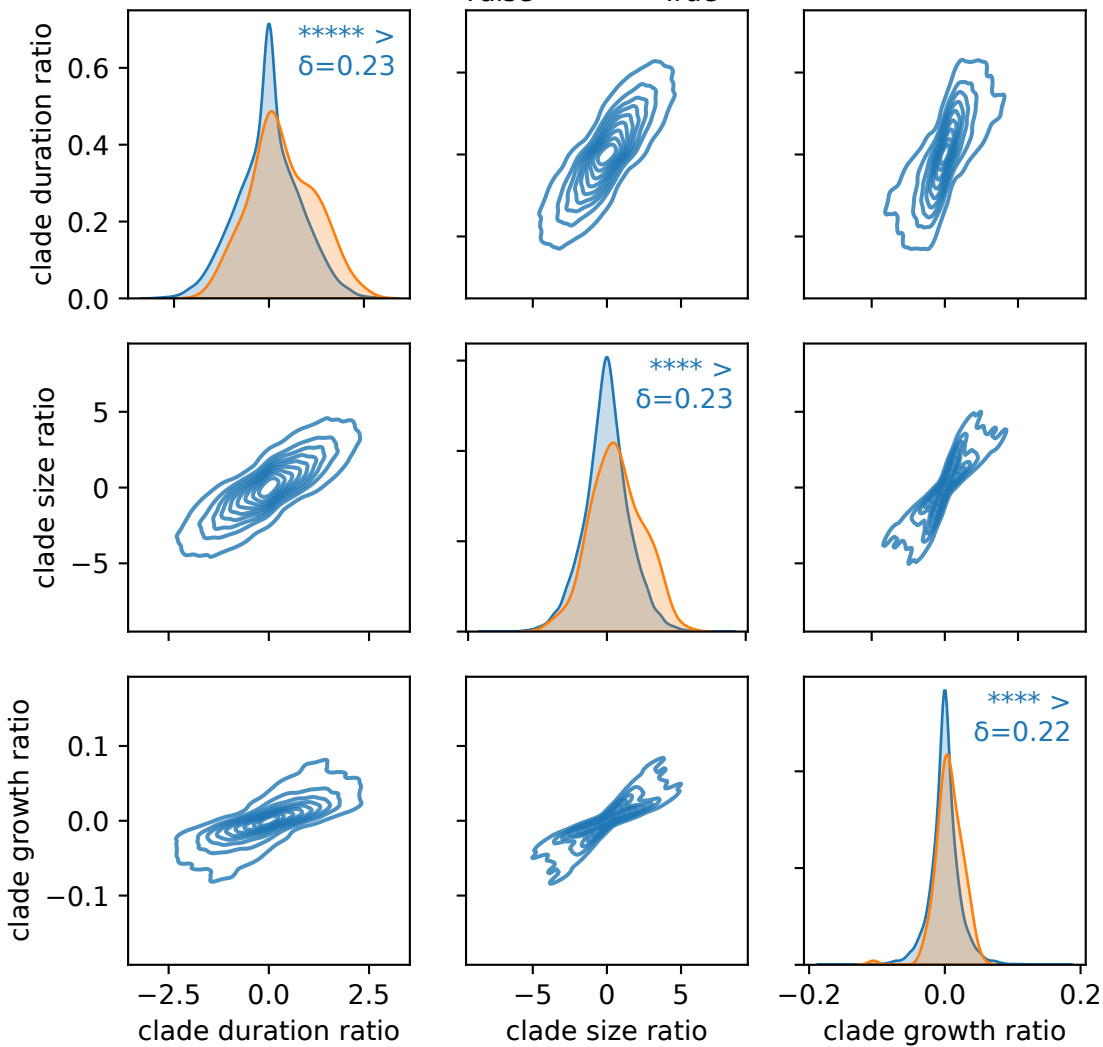 ***** >
δ=0.23
clade duration ratio
0.6
0.4
0.2
0.0
**** >
δ=0.23
clade size ratio
5
0
−5
**** >
δ=0.22
clade growth ratio
0.1
0.0
−0.1
−2.5 0.0 2.5
−5 0 5
−0.2 0.0 0.2
clade duration ratio
clade size ratio
clade growth ratio